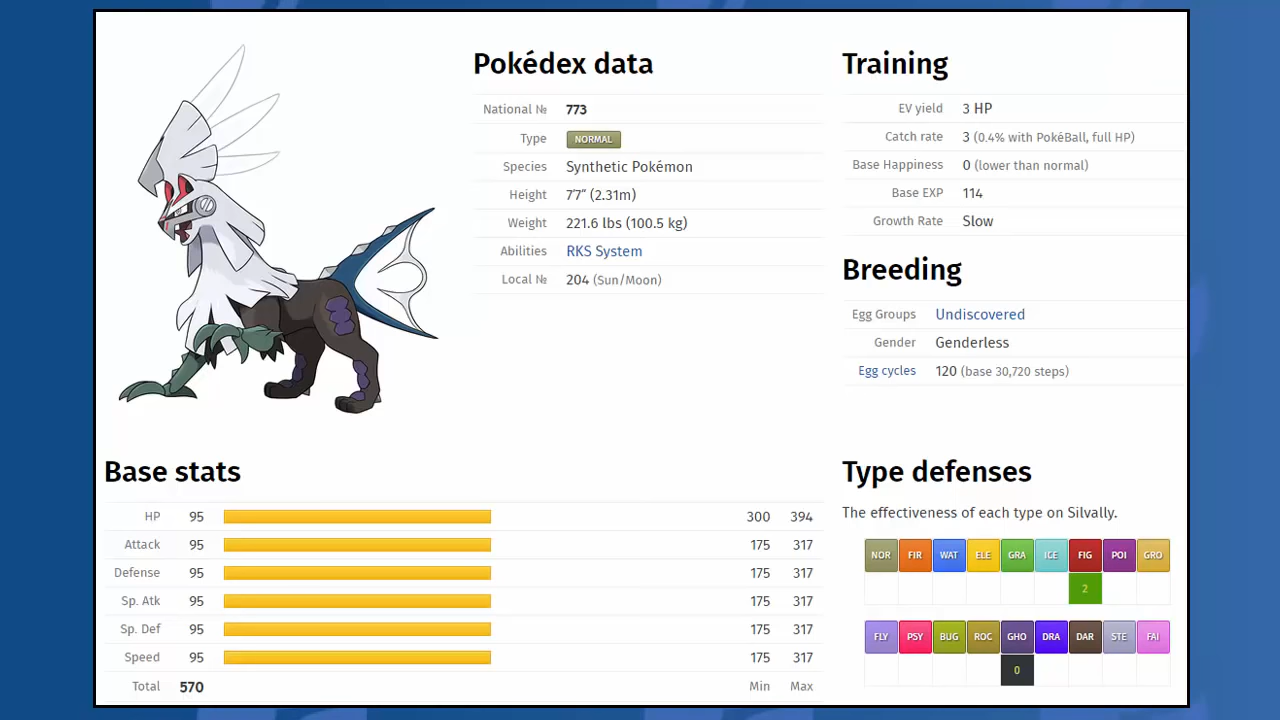 Pokédex data
National № 773
Type NORMAL
Species Synthetic Pokémon
Height 7'7" (2.31m)
Weight 221.6 lbs (100.5 kg)
Abilities RKS System
Local № 204 (Sun/Moon)
Training
EV yield 3 HP
Catch rate 3 (0.4% with PokéBall, full HP)
Base Happiness 0 (lower than normal)
Base EXP 114
Growth Rate Slow
Breeding
Egg Groups Undiscovered
Gender Genderless
Egg cycles 120 (base 30,720 steps)
Base stats
HP 95 300 394
Attack 95 175 317
Defense 95 175 317
Sp. Atk 95 175 317
Sp. Def 95 175 317
Speed 95 175 317
Total 570 Min Max
Type defenses
The effectiveness of each type on Silvally.
NOR FIR WAT ELE GRA ICE FIG POI GRO
2
FLY PSY BUG ROC GHO DRA DAR STE FAI
0